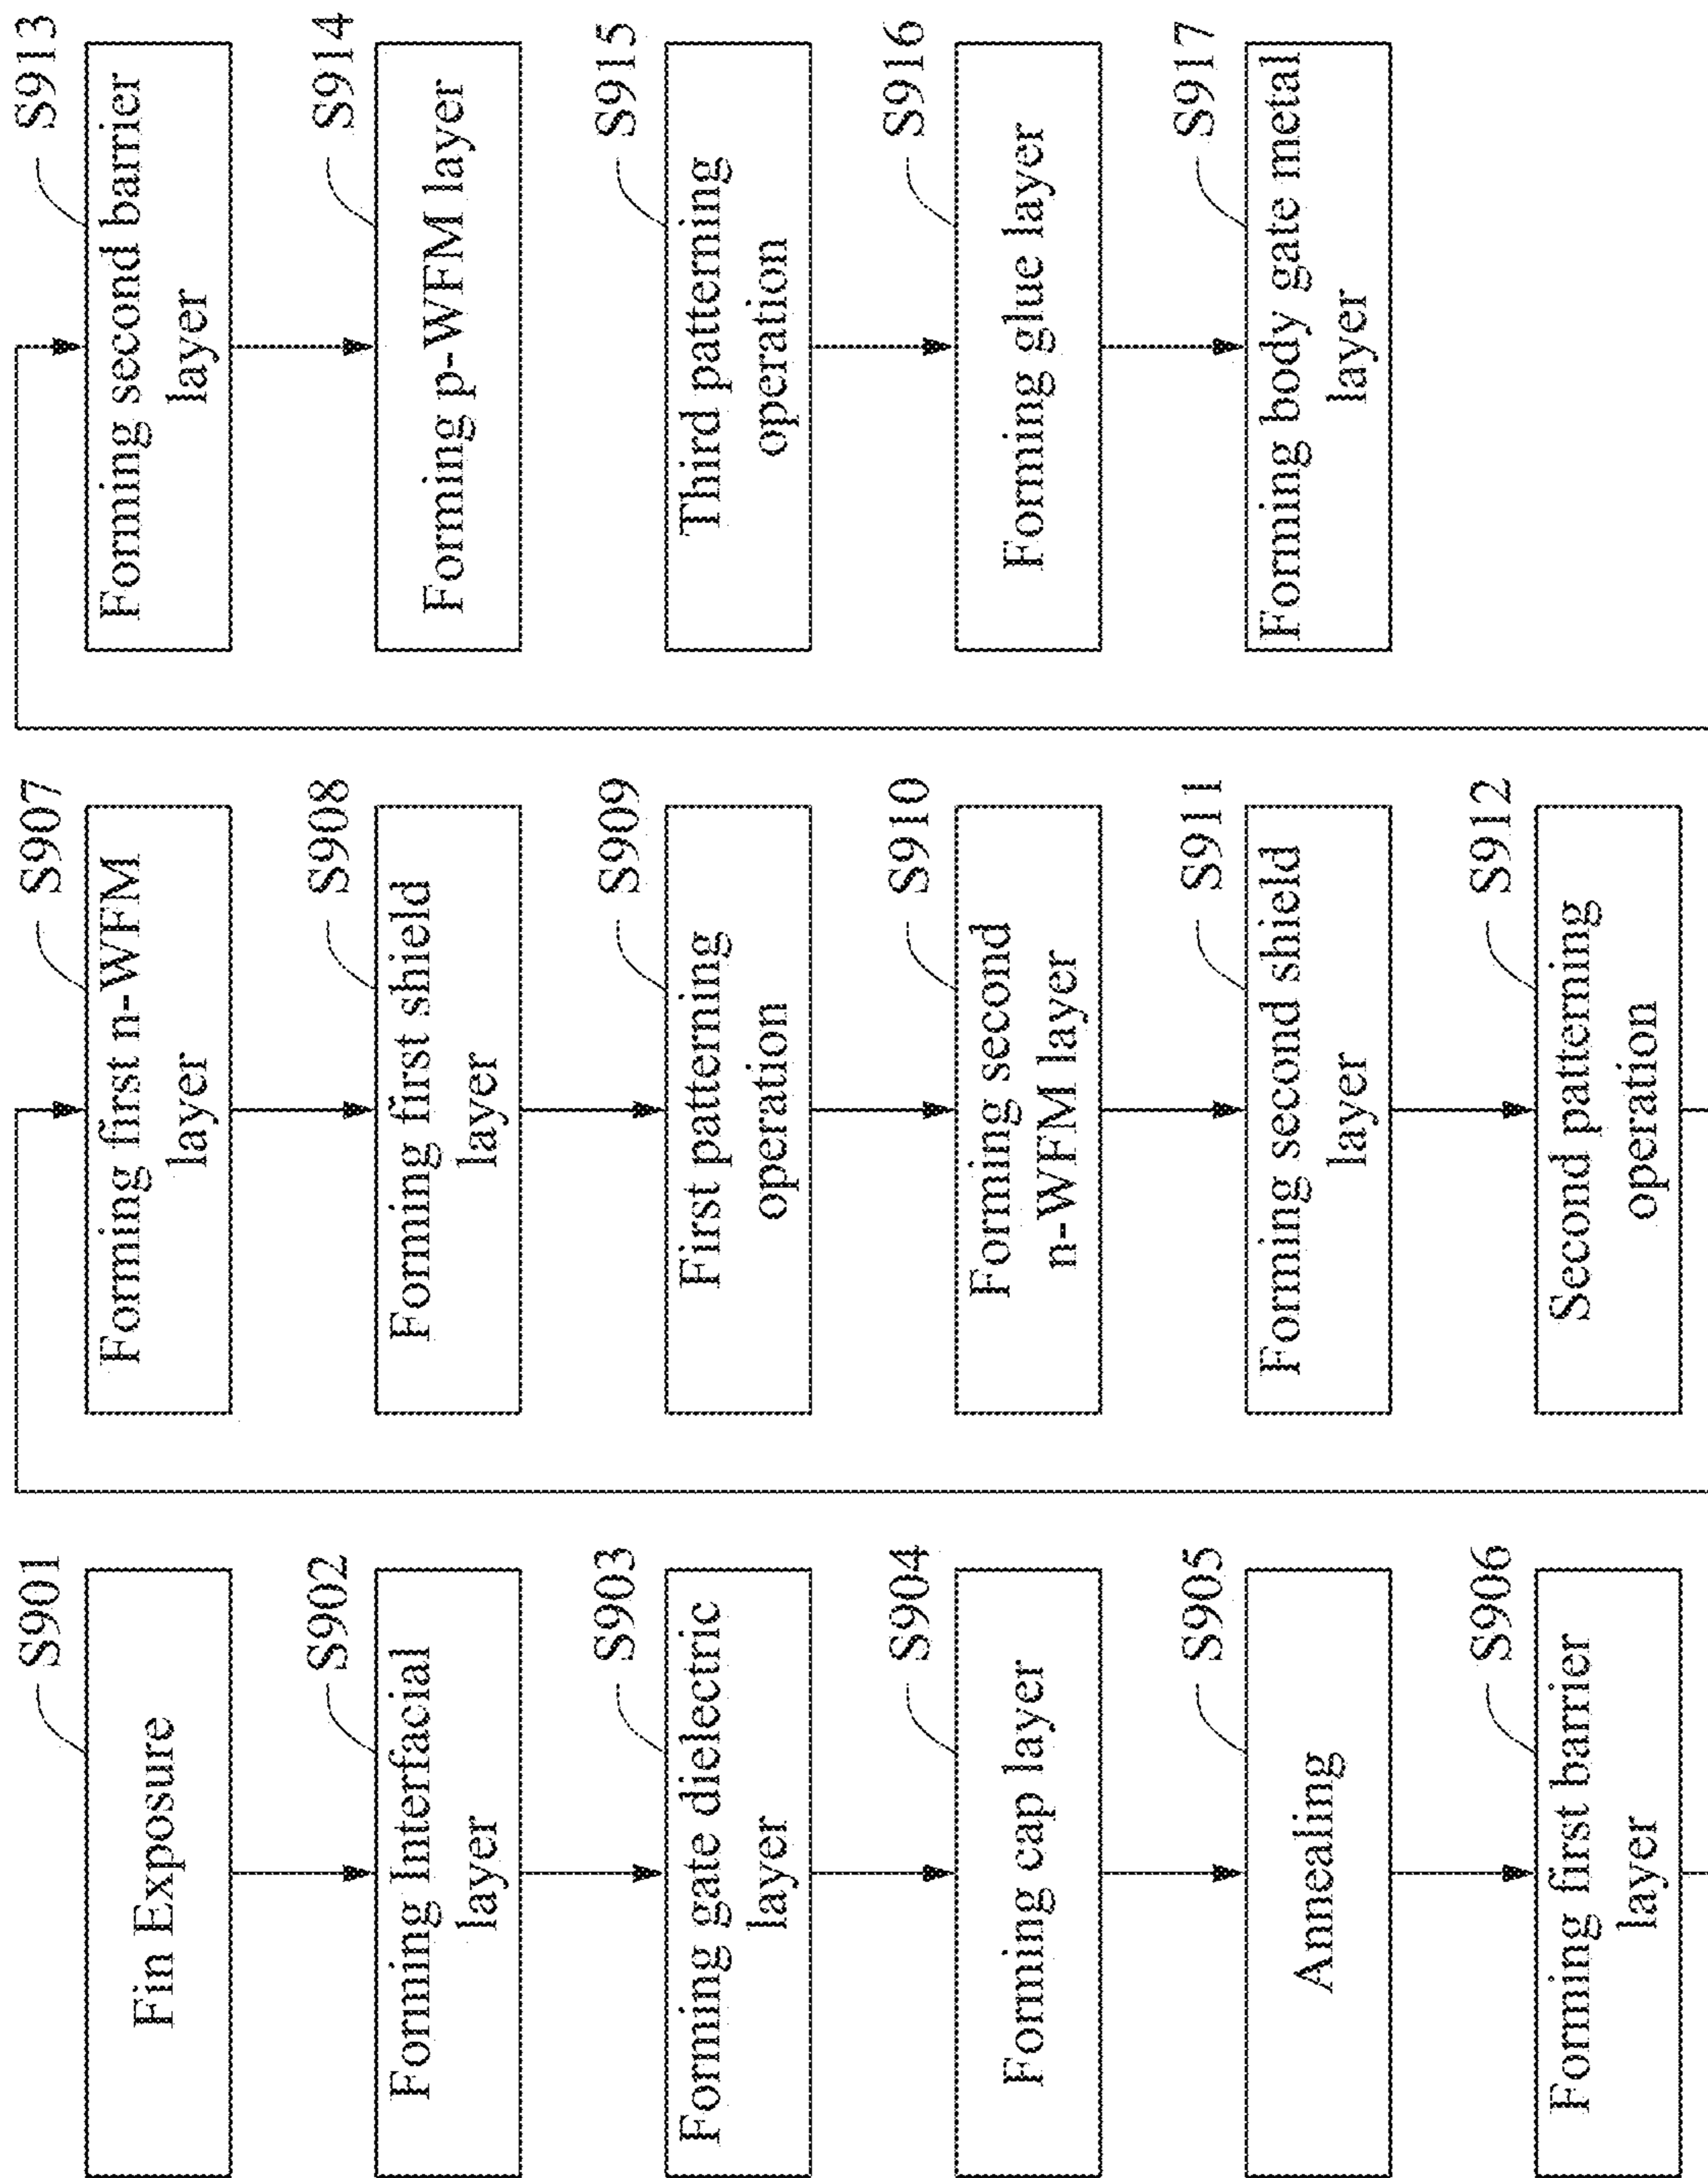 S901
Fin Exposure
S902
Forming Interfacial
layer
S903
Forming gate dielectric
layer
S904
Forming cap layer
S905
Annealing
S906
Forming first barrier
layer
S907
Forming first n-WFM
layer
S908
Forming first shield
layer
S909
First patterning
operation
S910
Forming second
n-WFM layer
S911
Forming second shield
layer
S912
Second patterning
operation
S913
Forming second barrier
layer
S914
Forming p-WFM layer
S915
Third patterning
operation
S916
Forming glue layer
S917
Forming body gate metal
layer